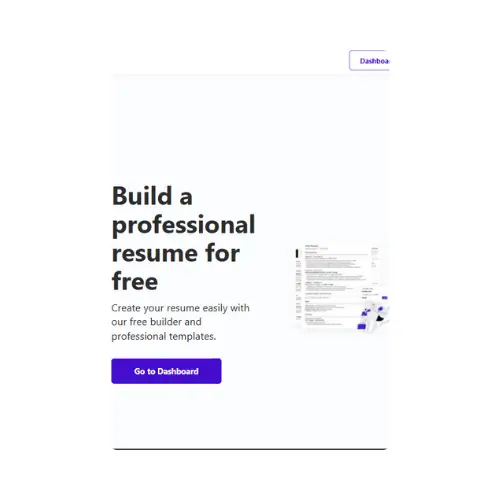 Dashboa
Build a
professional
resume for
free
Create your resume easily with
our free builder and
professional templates.
Go to Dashboard